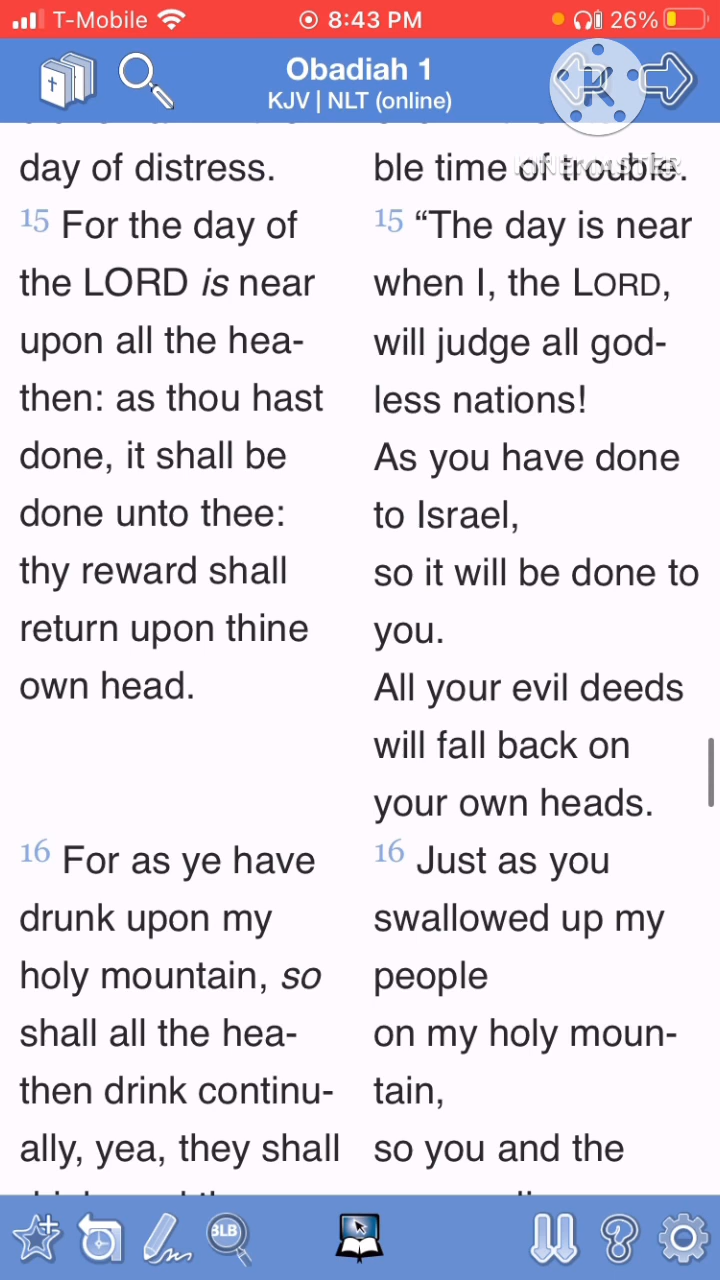 T-Mobile 8:43 PM 26%
Obadiah 1
KJV | NLT (online)
KINEMASTER
day of distress.
15 For the day of
the LORD is near
upon all the hea-
then: as thou hast
done, it shall be
done unto thee:
thy reward shall
return upon thine
own head.
16 For as ye have
drunk upon my
holy mountain, so
shall all the hea-
then drink continu-
ally, yea, they shall
ble time of trouble.
15 “The day is near
when I, the LORD,
will judge all god-
less nations!
As you have done
to Israel,
so it will be done to
you.
All your evil deeds
will fall back on
your own heads.
16 Just as you
swallowed up my
people
on my holy moun-
tain,
so you and the
BLB